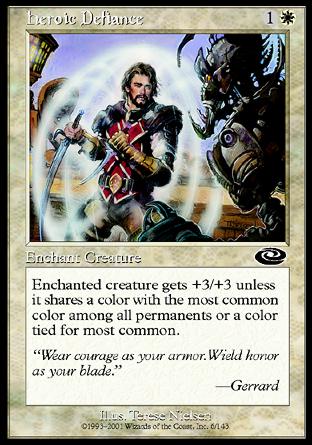 Heroic Defiance 1
Enchant Creature
Enchanted creature gets +3/+3 unless
it shares a color with the most common
color among all permanents or a color
tied for most common.
“Wear courage as your armor. Wield honor
as your blade.”
—Gerrard
Illus. Terese Nielsen
©1993–2001 Wizards of the Coast, Inc. 6/143